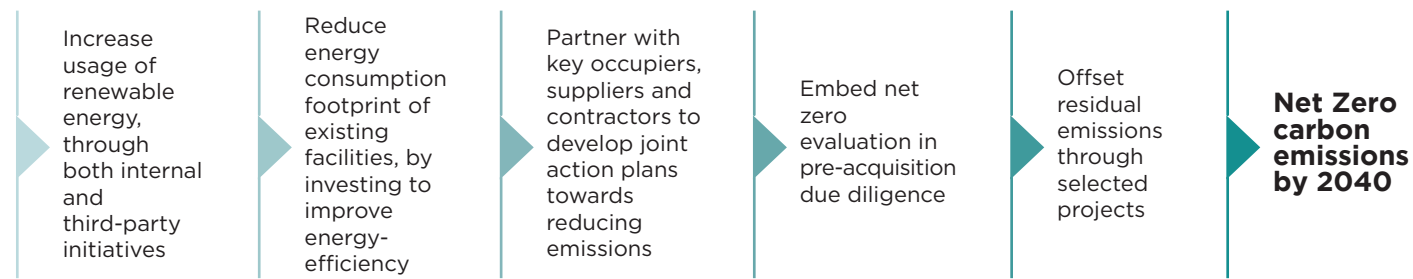 Increase
usage of
renewable
energy,
through
both internal
and
third-party
initiatives
Reduce
energy
consumption
footprint of
existing
facilities, by
investing to
improve
energy-
efficiency
Partner with
key occupiers,
suppliers and
contractors to
develop joint
action plans
towards
reducing
emissions
Embed net
zero
evaluation in
pre-acquisition
due diligence
Offset
residual
emissions
through
selected
projects
Net Zero
carbon
emissions
by 2040